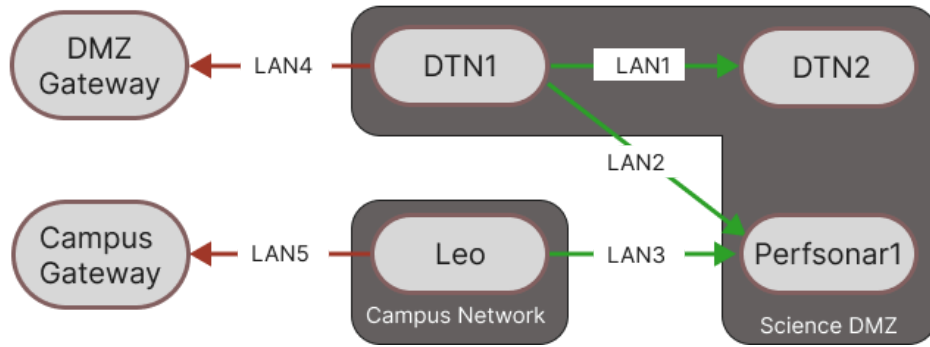 DMZ
Gateway
LAN4
DTN1
LAN1
DTN2
LAN2
Campus
Gateway
LAN5
Leo
LAN3
Perfsonar1
Campus Network
Science DMZ